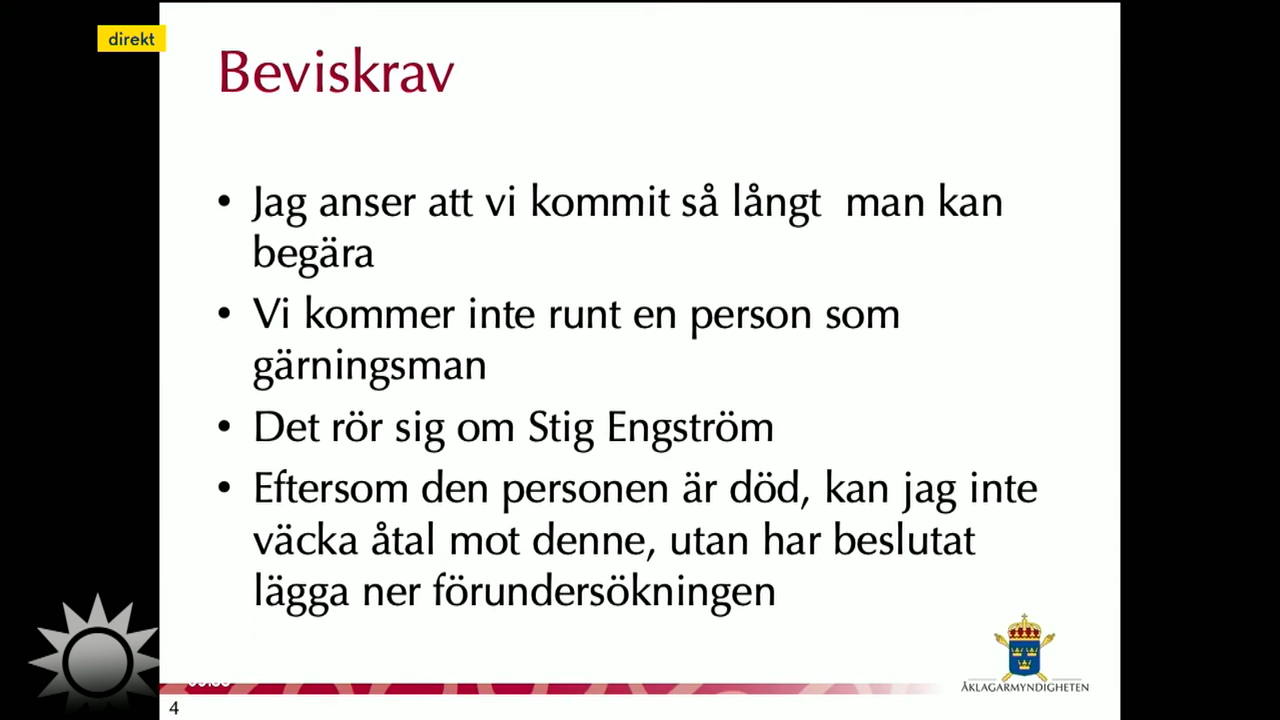 direkt
Beviskrav
• Jag anser att vi kommit så långt  man kan
begära
• Vi kommer inte runt en person som
gärningsman
• Det rör sig om Stig Engström
• Eftersom den personen är död, kan jag inte
väcka åtal mot denne, utan har beslutat
lägga ner förundersökningen
ÅKLAGARMYNDIGHETEN
4